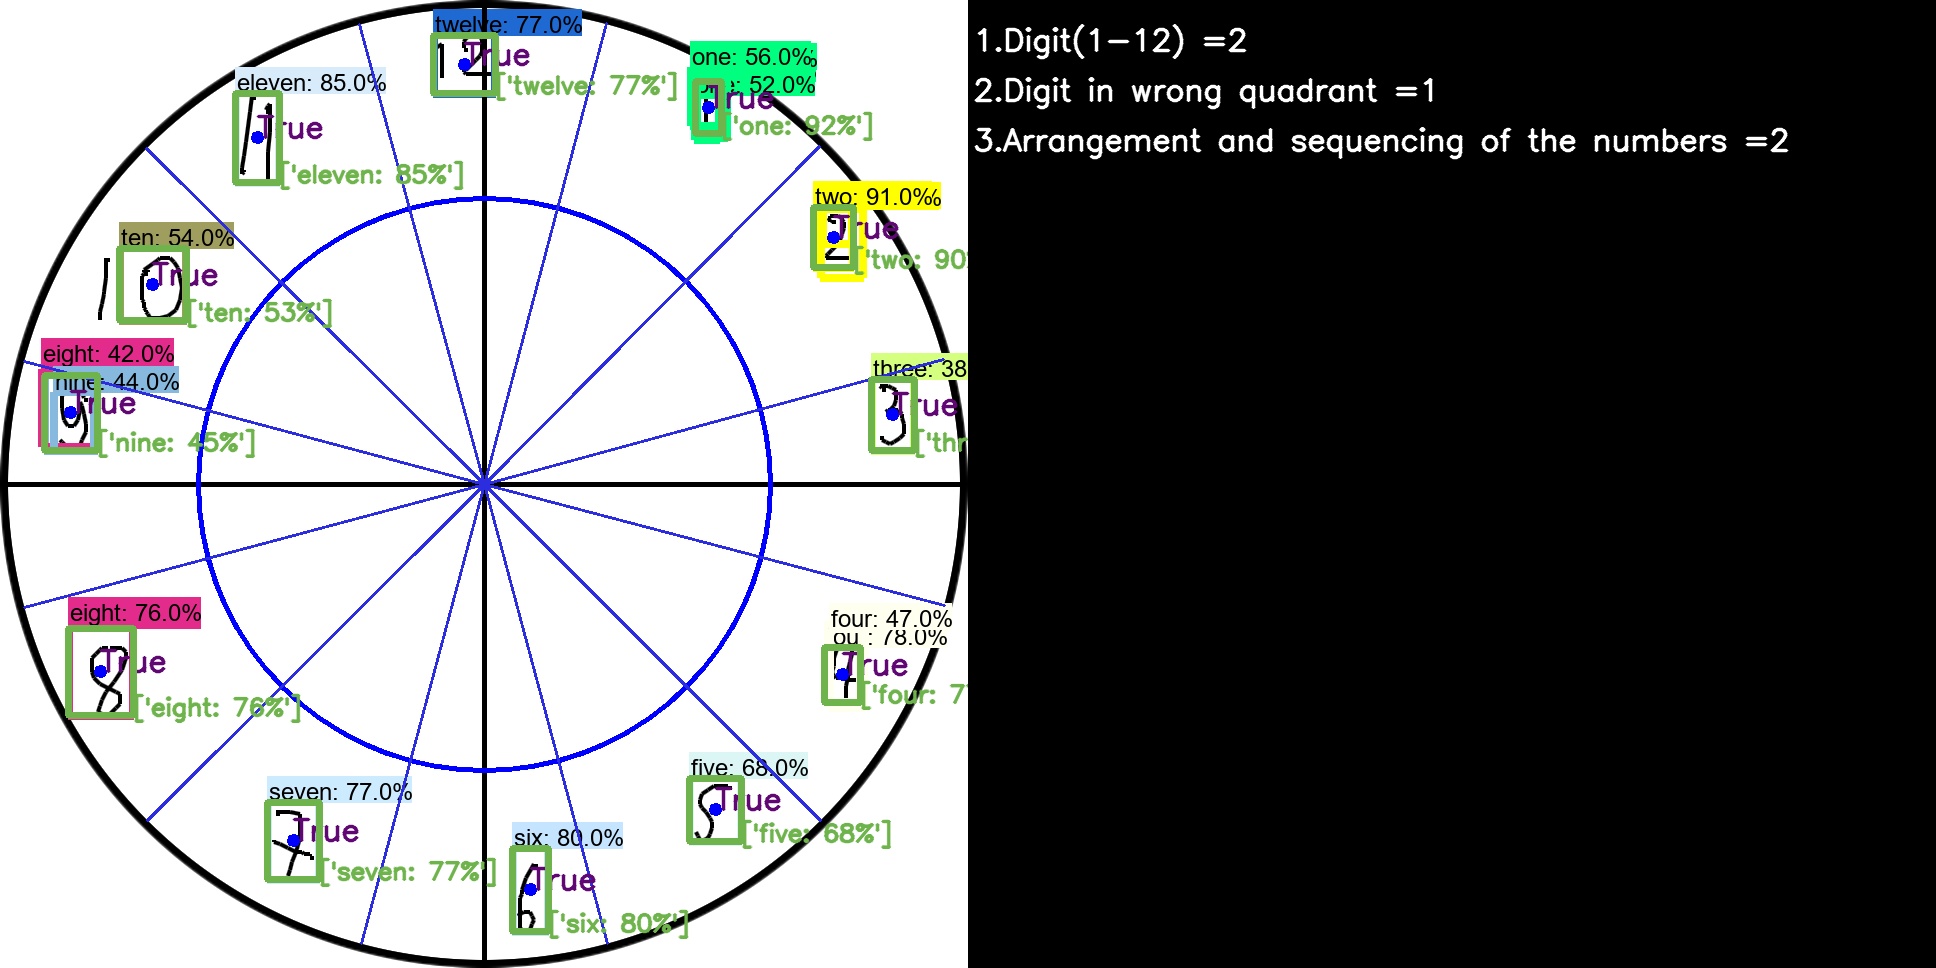 twelve: 77.0%
True
12
['twelve: 77%']
one: 56.0%
: 52.0%
True
['one: 92%']
eleven: 85.0%
True
11
['eleven: 85%']
two: 91.0%
True
2
['two: 90
ten: 54.0%
True
10
['ten: 53%']
eight: 42.0%
nine: 44.0%
True
9
['nine: 45%']
three: 38
True
3
['thr
eight: 76.0%
True
8
['eight: 76%']
four: 47.0%
ou : 78.0%
True
4
['four: 7
five: 68.0%
True
5
['five: 68%']
seven: 77.0%
True
7
['seven: 77%']
six: 80.0%
True
6
['six: 80%']
1.Digit(1-12) =2
2.Digit in wrong quadrant =1
3.Arrangement and sequencing of the numbers =2